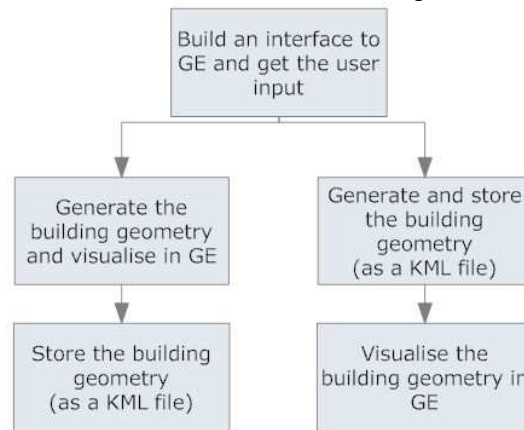 Build an interface to
GE and get the user
input
Generate the
building geometry
and visualise in GE
Generate and store
the building
geometry
(as a KML file)
Store the building
geometry
(as a KML file)
Visualise the
building geometry in
GE